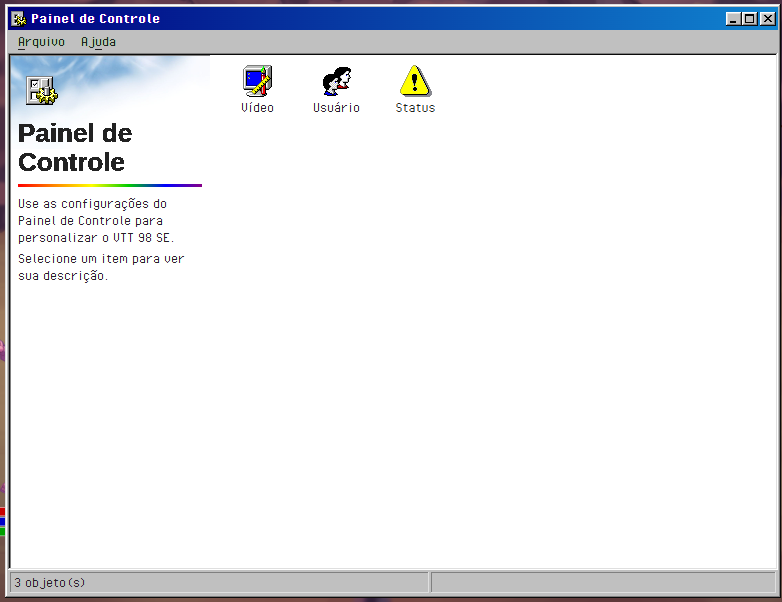 Painel de Controle
Arquivo Ajuda
Painel de
Controle
Use as configurações do
Painel de Controle para
personalizar o VTT 98 SE.
Selecione um item para ver
sua descrição.
Vídeo Usuário Status
3 objeto(s)